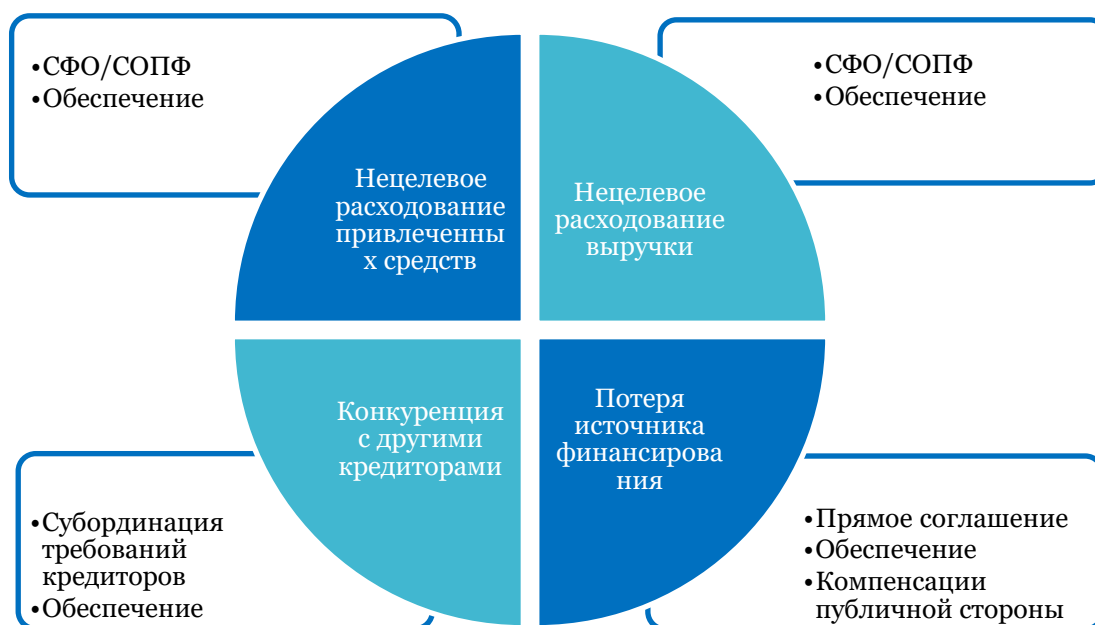 •СФО/СОПФ
•Обеспечение
•СФО/СОПФ
•Обеспечение
Нецелевое
расходование
привлеченны
х средств
Нецелевое
расходование
выручки
Конкуренция
с другими
кредиторами
Потеря
источника
финансирова
ния
•Субординация
требований
кредиторов
•Обеспечение
•Прямое соглашение
•Обеспечение
•Компенсации
публичной стороны